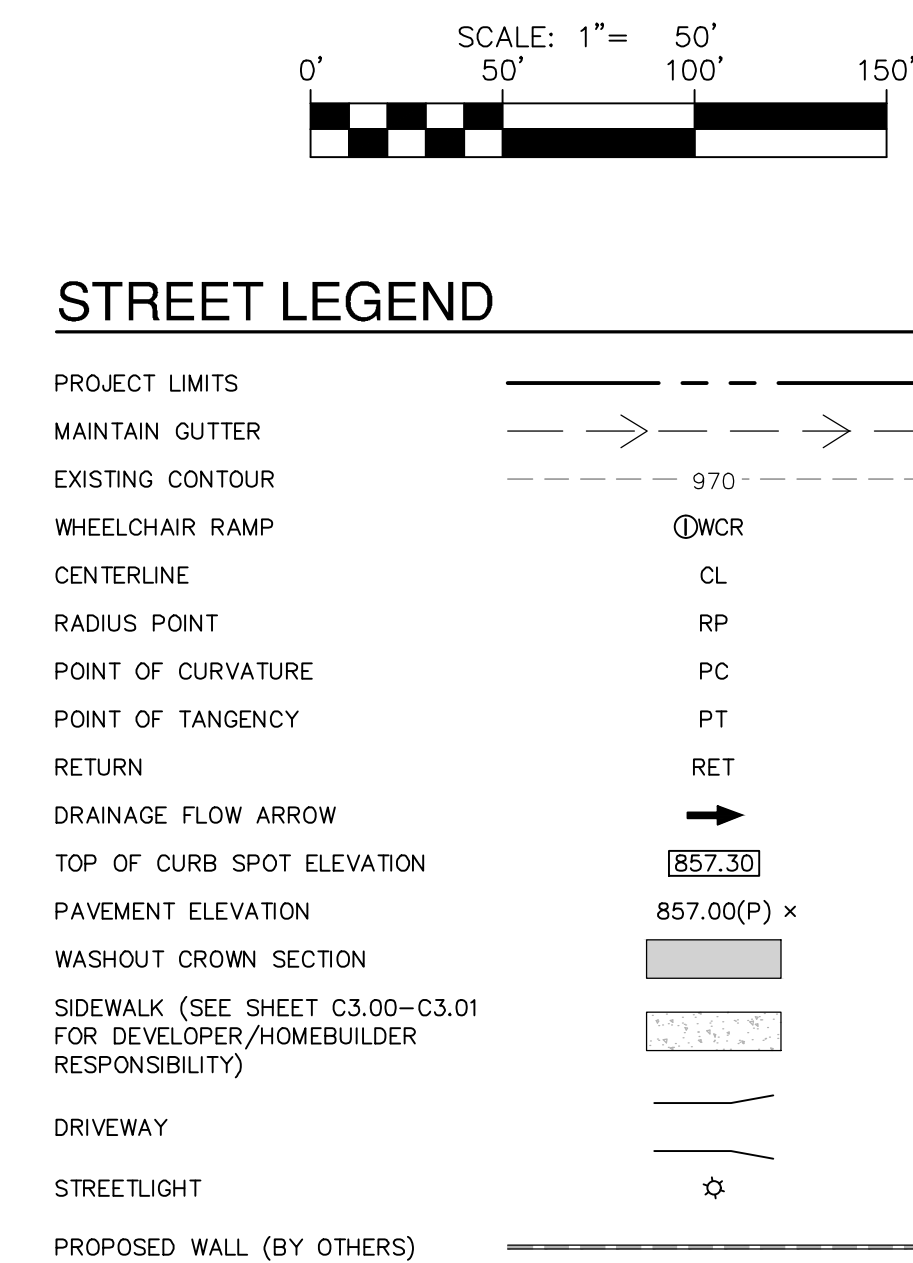 SCALE: 1"= 50'
0' 50' 100' 150'
STREET LEGEND
PROJECT LIMITS
MAINTAIN GUTTER
EXISTING CONTOUR 970
WHEELCHAIR RAMP ①WCR
CENTERLINE CL
RADIUS POINT RP
POINT OF CURVATURE PC
POINT OF TANGENCY PT
RETURN RET
DRAINAGE FLOW ARROW
TOP OF CURB SPOT ELEVATION 857.30
PAVEMENT ELEVATION 857.00(P) ×
WASHOUT CROWN SECTION
SIDEWALK (SEE SHEET C3.00-C3.01
FOR DEVELOPER/HOMEBUILDER
RESPONSIBILITY)
DRIVEWAY
STREETLIGHT
PROPOSED WALL (BY OTHERS)